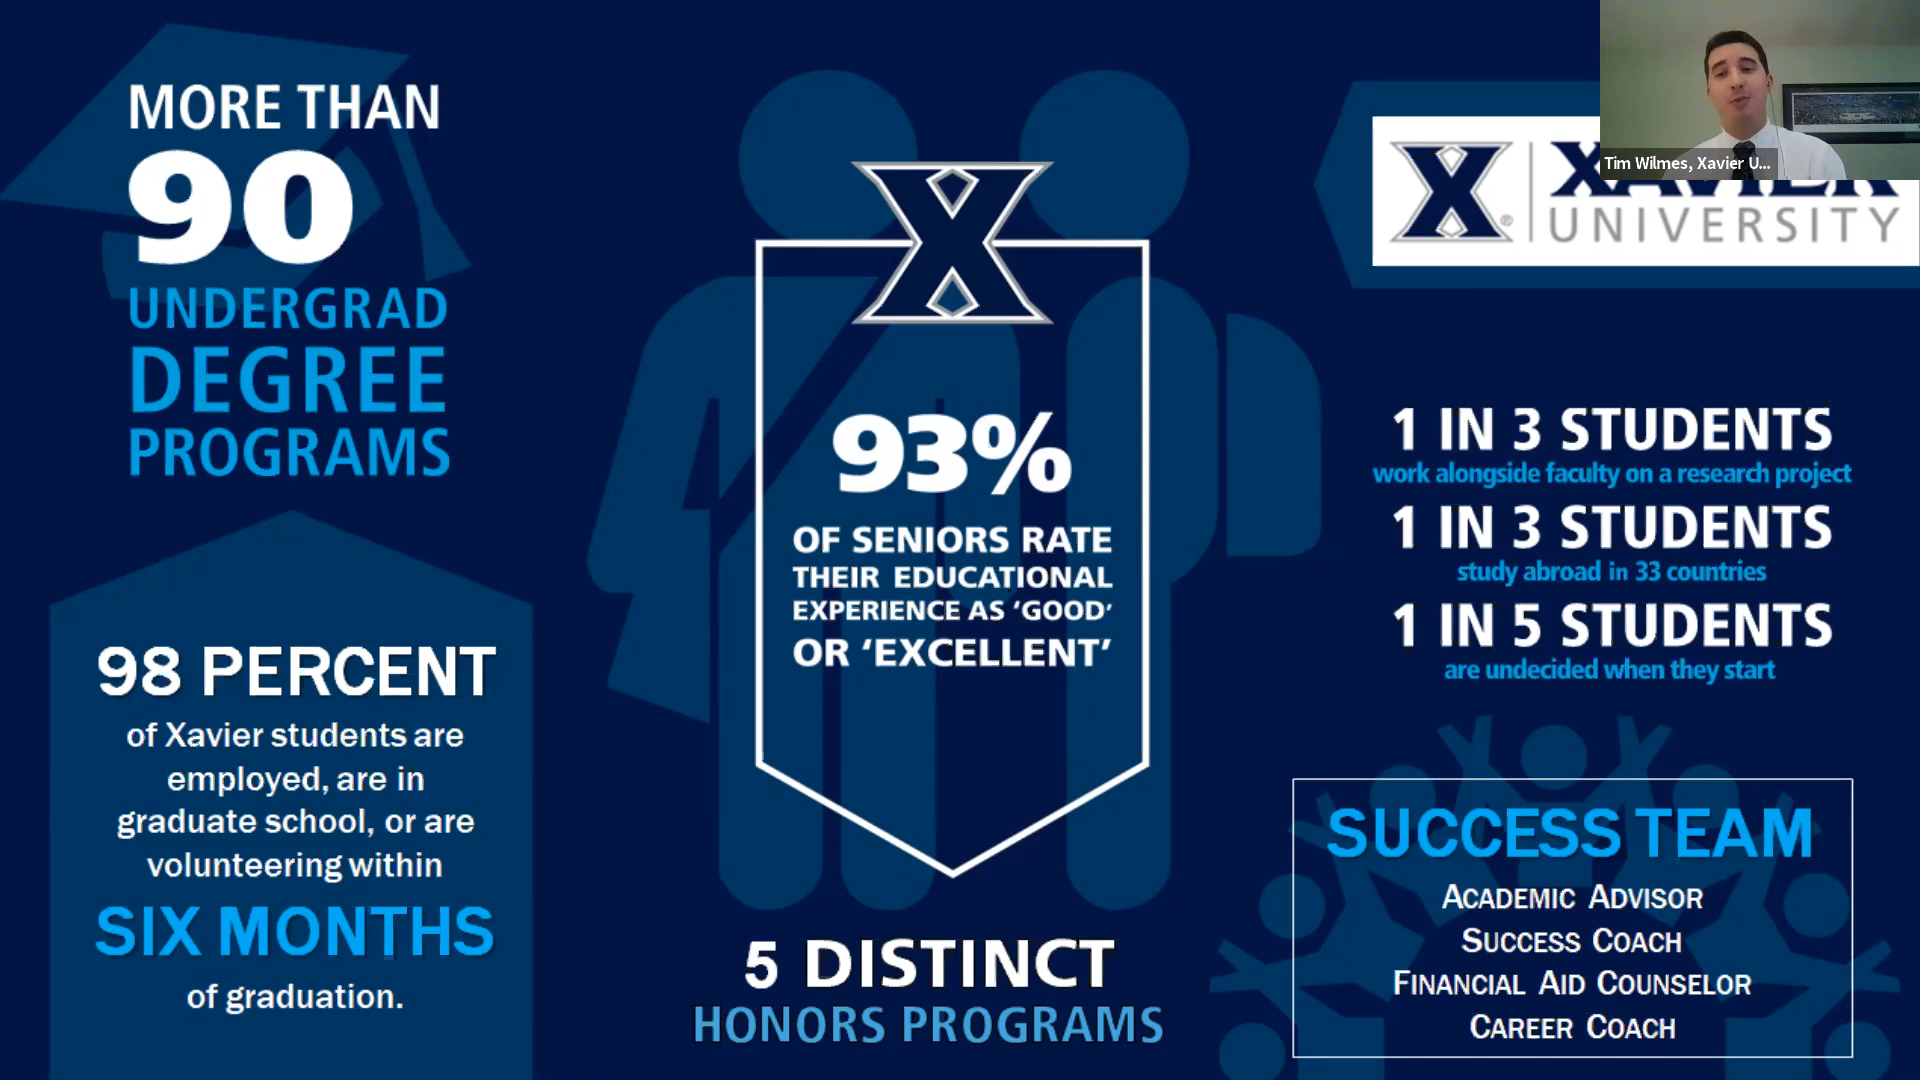 MORE THAN
90
UNDERGRAD
DEGREE
PROGRAMS
98 PERCENT
of Xavier students are
employed, are in
graduate school, or are
volunteering within
SIX MONTHS
of graduation.
X
93%
OF SENIORS RATE
THEIR EDUCATIONAL
EXPERIENCE AS ‘GOOD’
OR ‘EXCELLENT’
5 DISTINCT
HONORS PROGRAMS
Tim Wilmes, Xavier U...
X® XAVIER
UNIVERSITY
1 IN 3 STUDENTS
work alongside faculty on a research project
1 IN 3 STUDENTS
study abroad in 33 countries
1 IN 5 STUDENTS
are undecided when they start
SUCCESS TEAM
ACADEMIC ADVISOR
SUCCESS COACH
FINANCIAL AID COUNSELOR
CAREER COACH